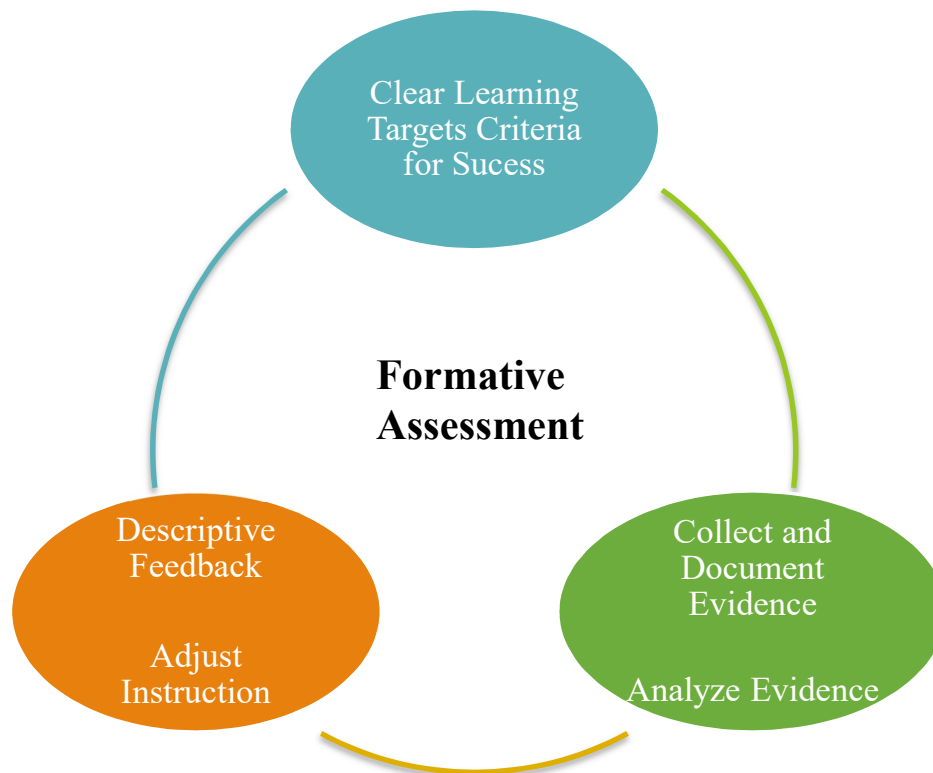 Clear Learning
Targets Criteria
for Sucess
Formative
Assessment
Descriptive
Feedback
Adjust
Instruction
Collect and
Document
Evidence
Analyze Evidence